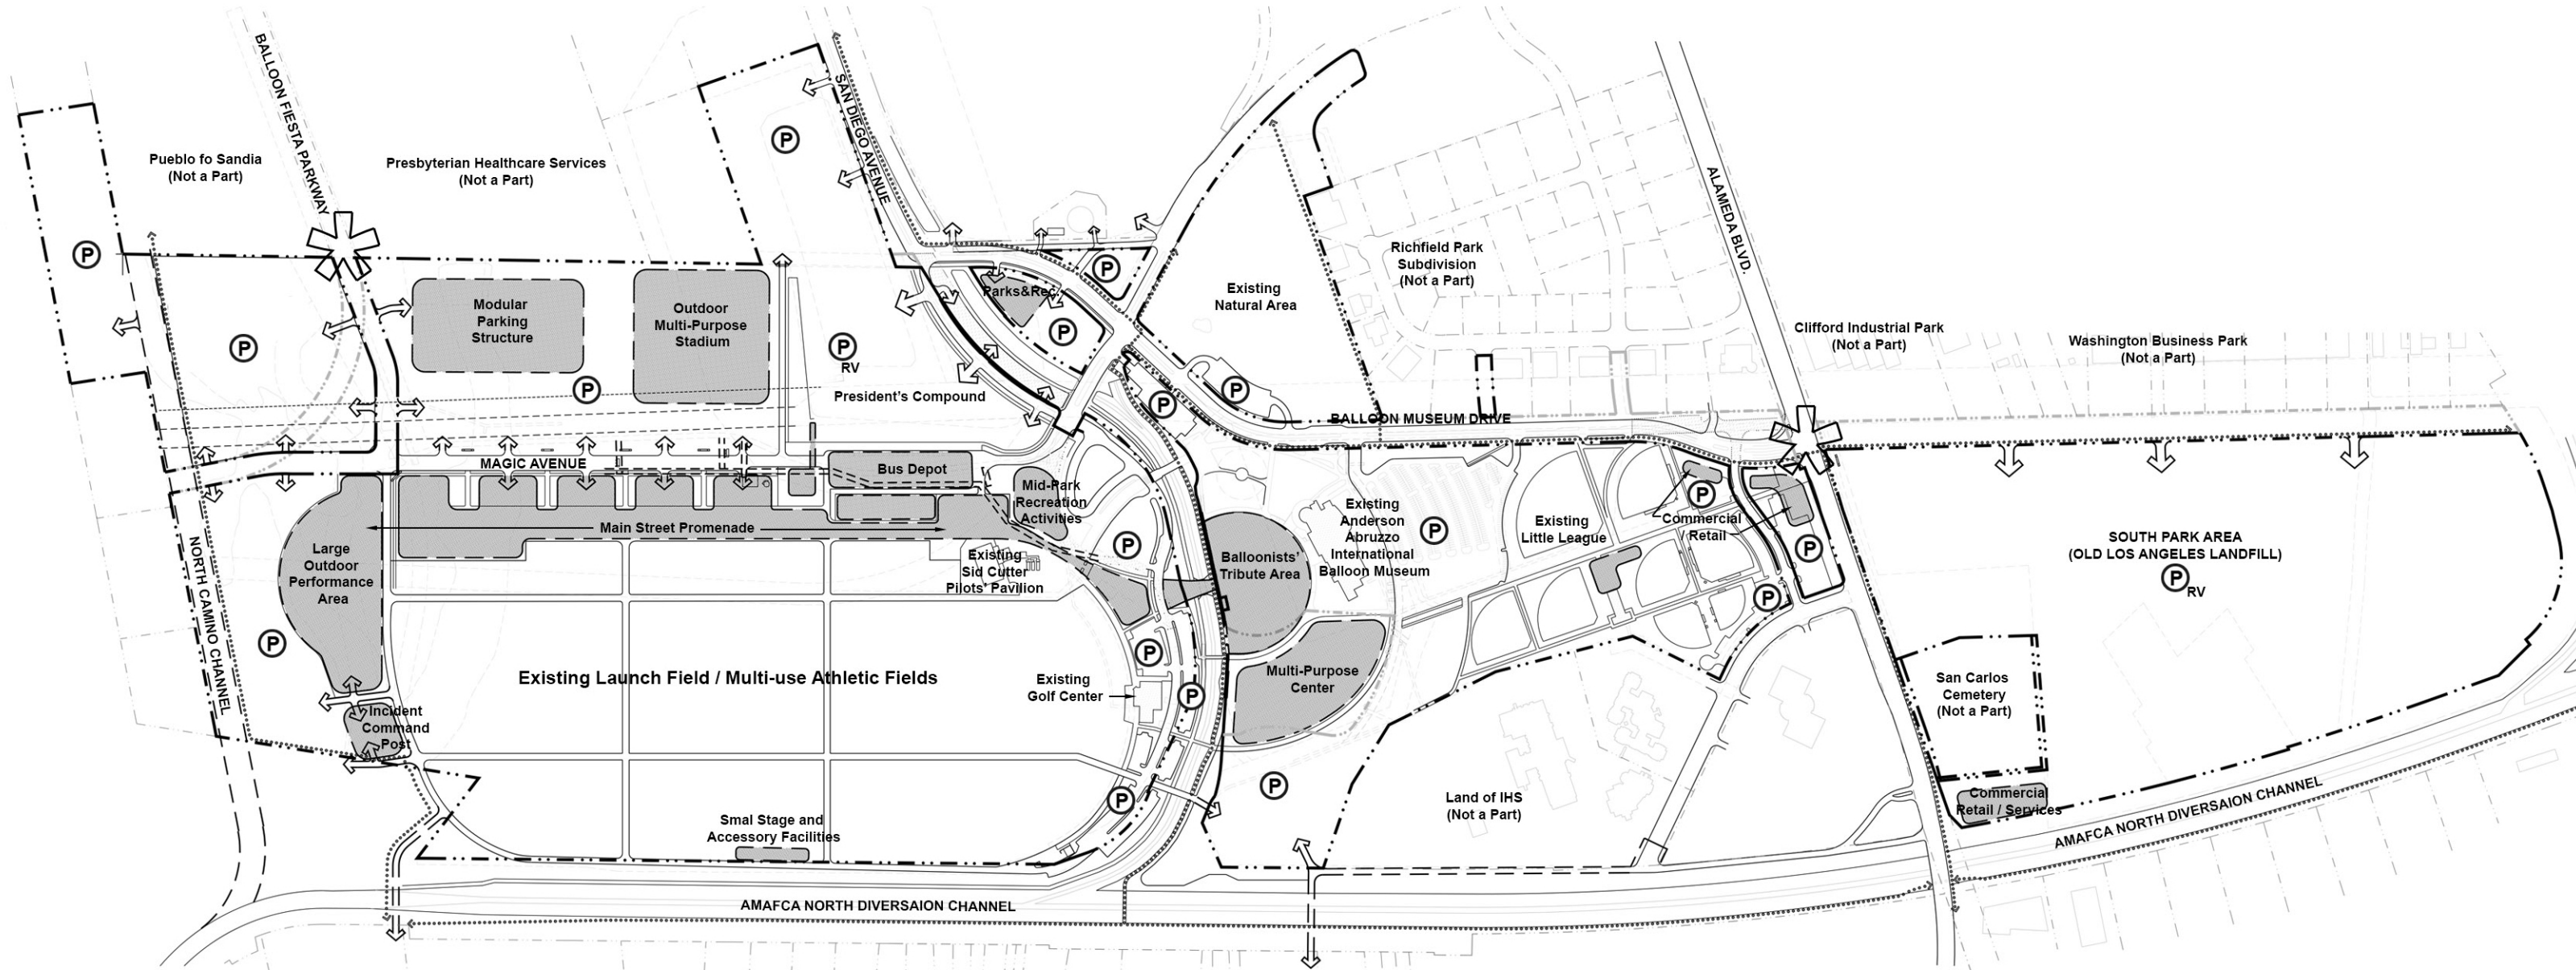 BALLOON FIESTA PARKWAY
Pueblo fo Sandia
(Not a Part)
Presbyterian Healthcare Services
(Not a Part)
P
SAN DIEGO AVENUE
P
Modular
Parking
Structure
Outdoor
Multi-Purpose
Stadium
P
P
P
RV
President's Compound
Parks&Rec.
P
P
Existing
Natural Area
Richfield Park
Subdivision
(Not a Part)
ALAMEDA BLVD.
Clifford Industrial Park
(Not a Part)
Washington Business Park
(Not a Part)
P
P
BALLOON MUSEUM DRIVE
MAGIC AVENUE
Bus Depot
Mid-Park
Recreation
Activities
Main Street Promenade
Large
Outdoor
Performance
Area
NORTH CAMINO CHANNEL
P
Existing
Sid Cutter
Pilots' Pavilion
P
Balloonists'
Tribute Area
Existing
Anderson
Abruzzo
International
Balloon Museum
P
Existing
Little League
P
Commercial
/ Retail
P
P
SOUTH PARK AREA
(OLD LOS ANGELES LANDFILL)
P
RV
Existing Launch Field / Multi-use Athletic Fields
Existing
Golf Center
P
P
Multi-Purpose
Center
San Carlos
Cemetery
(Not a Part)
Incident
Command
Post
P
P
Land of IHS
(Not a Part)
Commercial
Retail / Services
Smal Stage and
Accessory Facilities
AMAFCA NORTH DIVERSAION CHANNEL
AMAFCA NORTH DIVERSAION CHANNEL